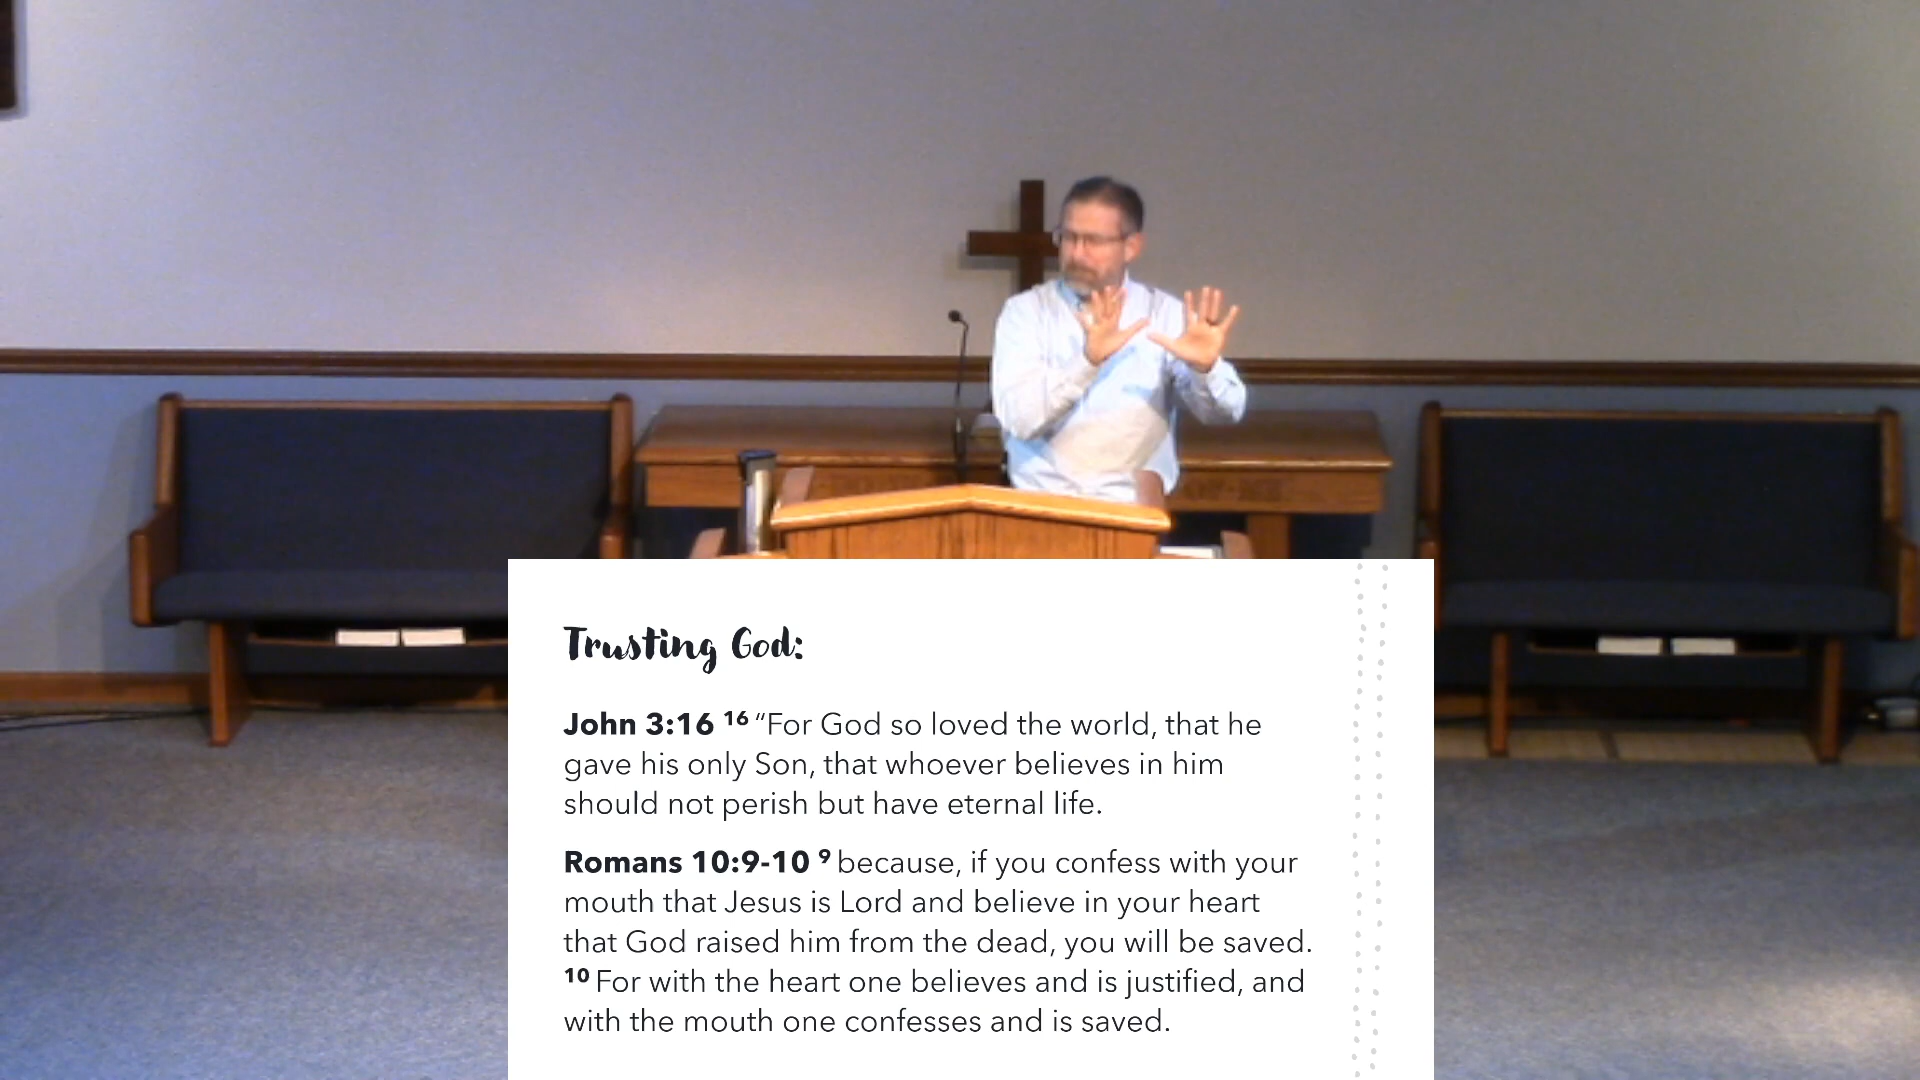 Trusting God:
John 3:16 ¹⁶ “For God so loved the world, that he
gave his only Son, that whoever believes in him
should not perish but have eternal life.
Romans 10:9-10 ⁹ because, if you confess with your
mouth that Jesus is Lord and believe in your heart
that God raised him from the dead, you will be saved.
¹⁰ For with the heart one believes and is justified, and
with the mouth one confesses and is saved.